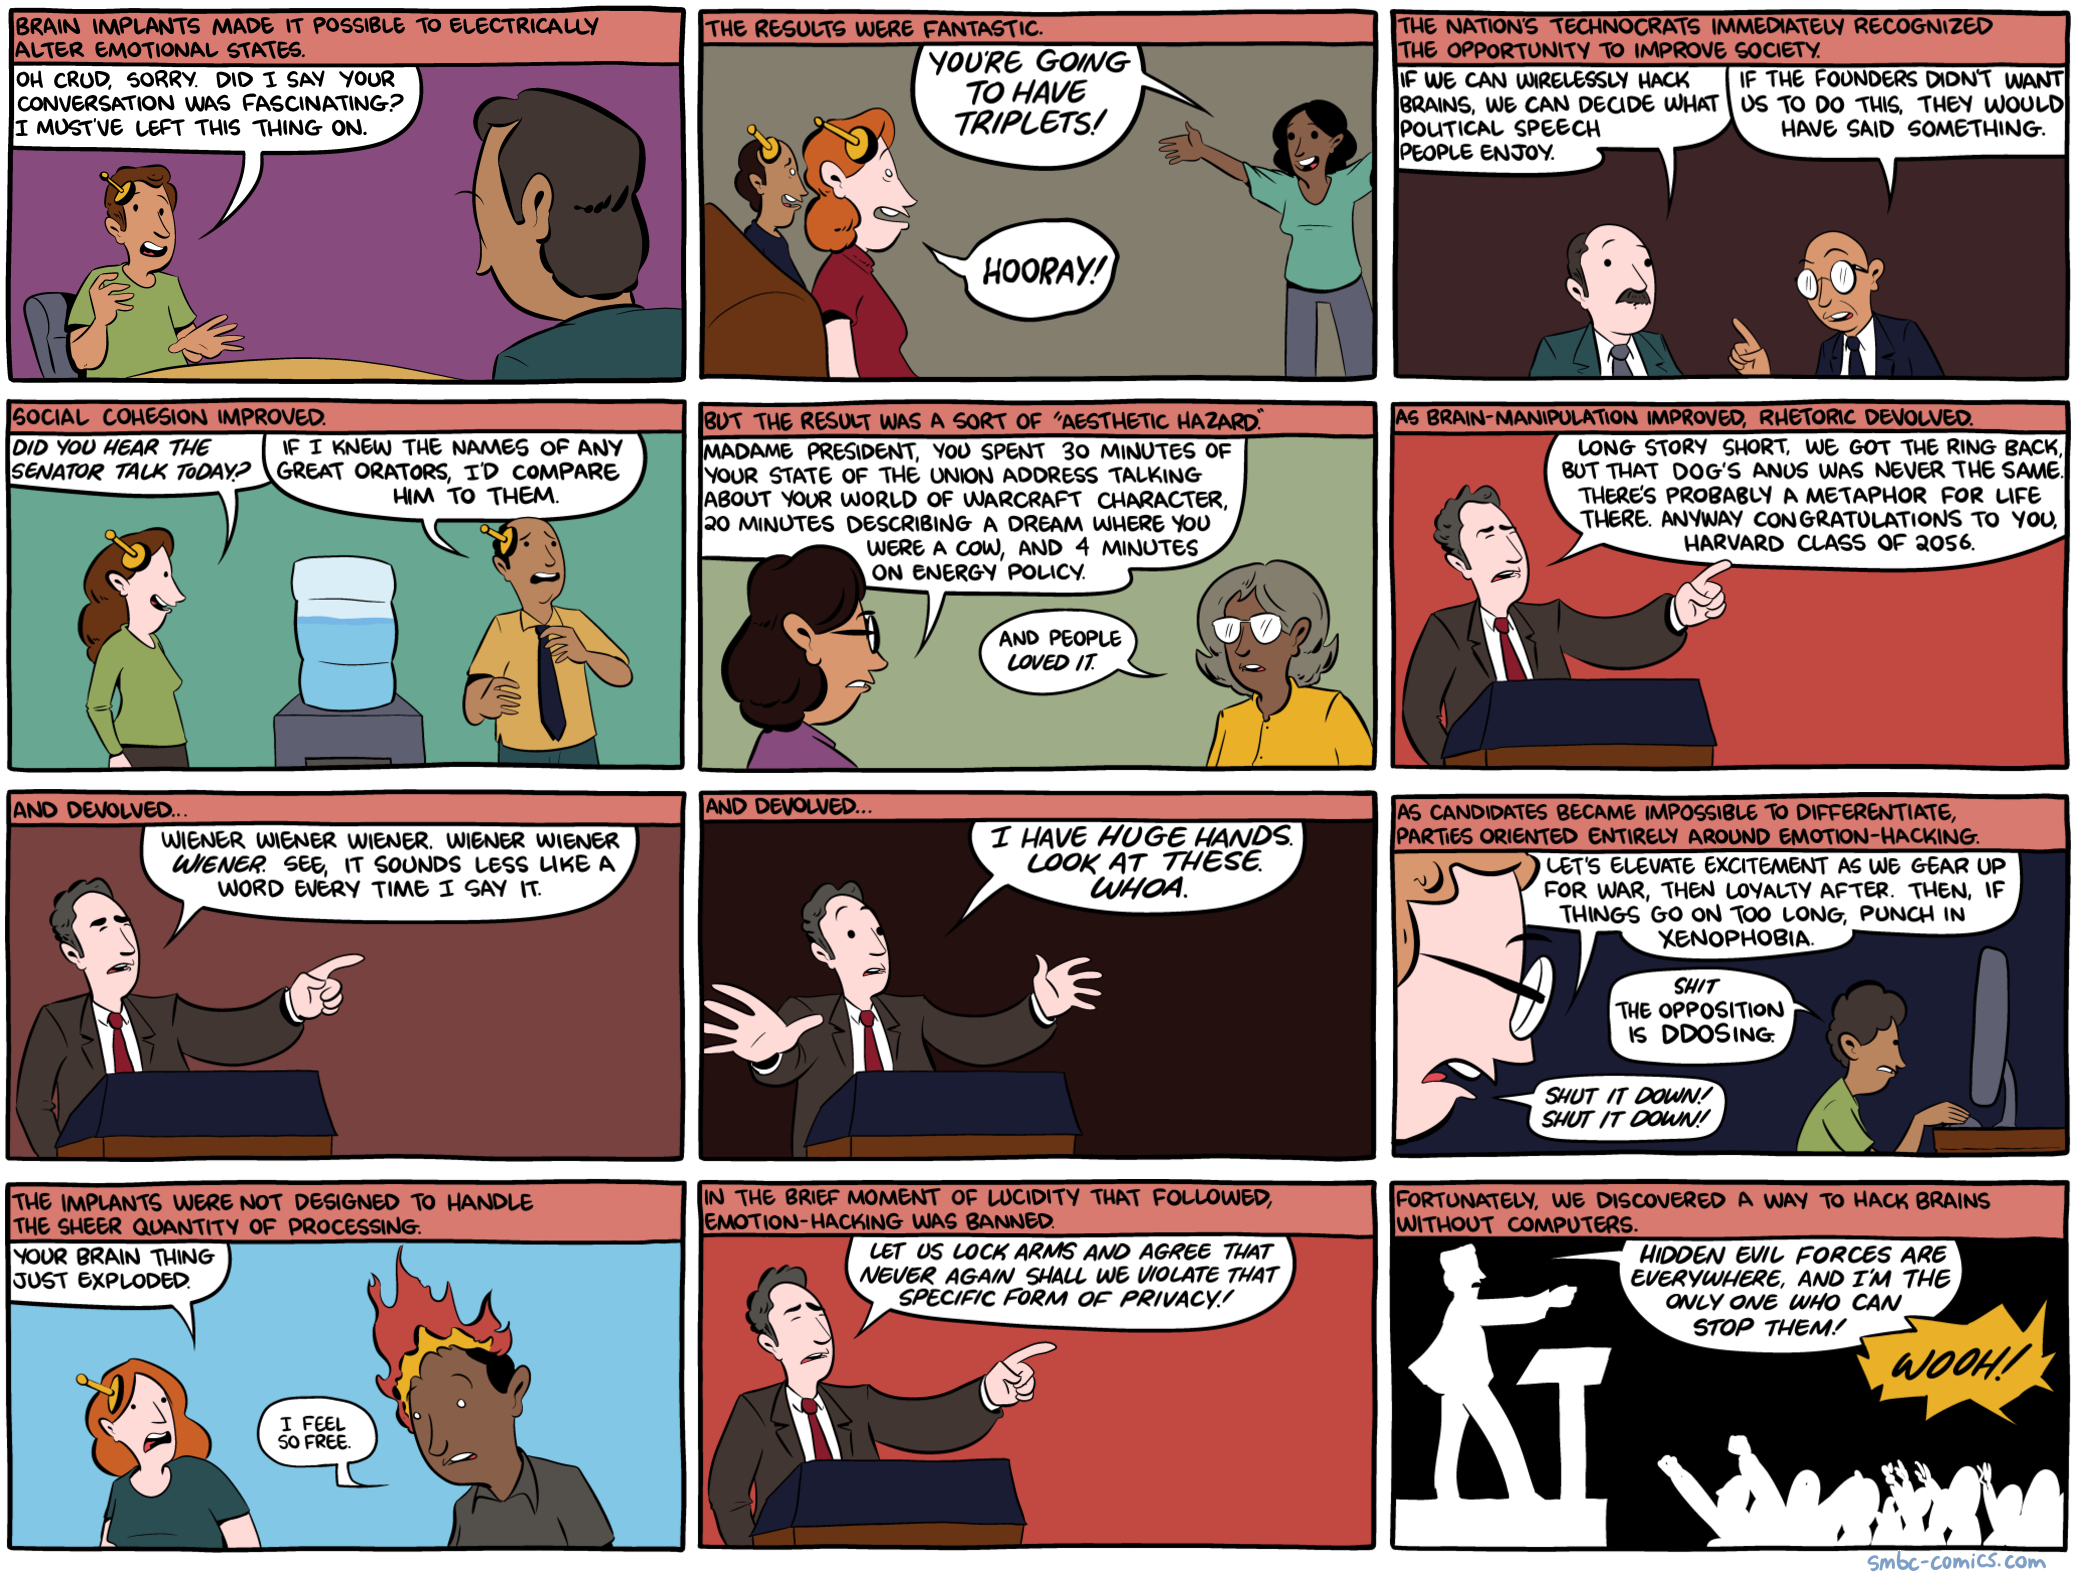 BRAIN IMPLANTS MADE IT POSSIBLE TO ELECTRICALLY
ALTER EMOTIONAL STATES.
OH CRUD, SORRY. DID I SAY YOUR
CONVERSATION WAS FASCINATING?
I MUST'VE LEFT THIS THING ON.
THE RESULTS WERE FANTASTIC.
YOU'RE GOING
TO HAVE
TRIPLETS!
HOORAY!
THE NATION'S TECHNOCRATS IMMEDIATELY RECOGNIZED
THE OPPORTUNITY TO IMPROVE SOCIETY.
IF WE CAN WIRELESSLY HACK
BRAINS, WE CAN DECIDE WHAT
POLITICAL SPEECH
PEOPLE ENJOY.
IF THE FOUNDERS DIDN'T WANT
US TO DO THIS, THEY WOULD
HAVE SAID SOMETHING.
SOCIAL COHESION IMPROVED.
DID YOU HEAR THE
SENATOR TALK TODAY?
IF I KNEW THE NAMES OF ANY
GREAT ORATORS, I'D COMPARE
HIM TO THEM.
BUT THE RESULT WAS A SORT OF "AESTHETIC HAZARD."
MADAME PRESIDENT, YOU SPENT 30 MINUTES OF
YOUR STATE OF THE UNION ADDRESS TALKING
ABOUT YOUR WORLD OF WARCRAFT CHARACTER,
20 MINUTES DESCRIBING A DREAM WHERE YOU
WERE A COW, AND 4 MINUTES
ON ENERGY POLICY.
AND PEOPLE
LOVED IT.
AS BRAIN-MANIPULATION IMPROVED, RHETORIC DEVOLVED.
LONG STORY SHORT, WE GOT THE RING BACK,
BUT THAT DOG'S ANUS WAS NEVER THE SAME.
THERE'S PROBABLY A METAPHOR FOR LIFE
THERE. ANYWAY CONGRATULATIONS TO YOU,
HARVARD CLASS OF 2056.
AND DEVOLVED...
WIENER WIENER WIENER. WIENER WIENER
WIENER. SEE, IT SOUNDS LESS LIKE A
WORD EVERY TIME I SAY IT.
AND DEVOLVED...
I HAVE HUGE HANDS.
LOOK AT THESE.
WHOA.
AS CANDIDATES BECAME IMPOSSIBLE TO DIFFERENTIATE,
PARTIES ORIENTED ENTIRELY AROUND EMOTION-HACKING.
LET'S ELEVATE EXCITEMENT AS WE GEAR UP
FOR WAR, THEN LOYALTY AFTER. THEN, IF
THINGS GO ON TOO LONG, PUNCH IN
XENOPHOBIA.
SHIT
THE OPPOSITION
IS DDOSING.
SHUT IT DOWN!
SHUT IT DOWN!
THE IMPLANTS WERE NOT DESIGNED TO HANDLE
THE SHEER QUANTITY OF PROCESSING.
YOUR BRAIN THING
JUST EXPLODED.
I FEEL
SO FREE.
IN THE BRIEF MOMENT OF LUCIDITY THAT FOLLOWED,
EMOTION-HACKING WAS BANNED.
LET US LOCK ARMS AND AGREE THAT
NEVER AGAIN SHALL WE VIOLATE THAT
SPECIFIC FORM OF PRIVACY!
FORTUNATELY, WE DISCOVERED A WAY TO HACK BRAINS
WITHOUT COMPUTERS.
HIDDEN EVIL FORCES ARE
EVERYWHERE, AND I'M THE
ONLY ONE WHO CAN
STOP THEM!
WOOH!
smbc-comics.com